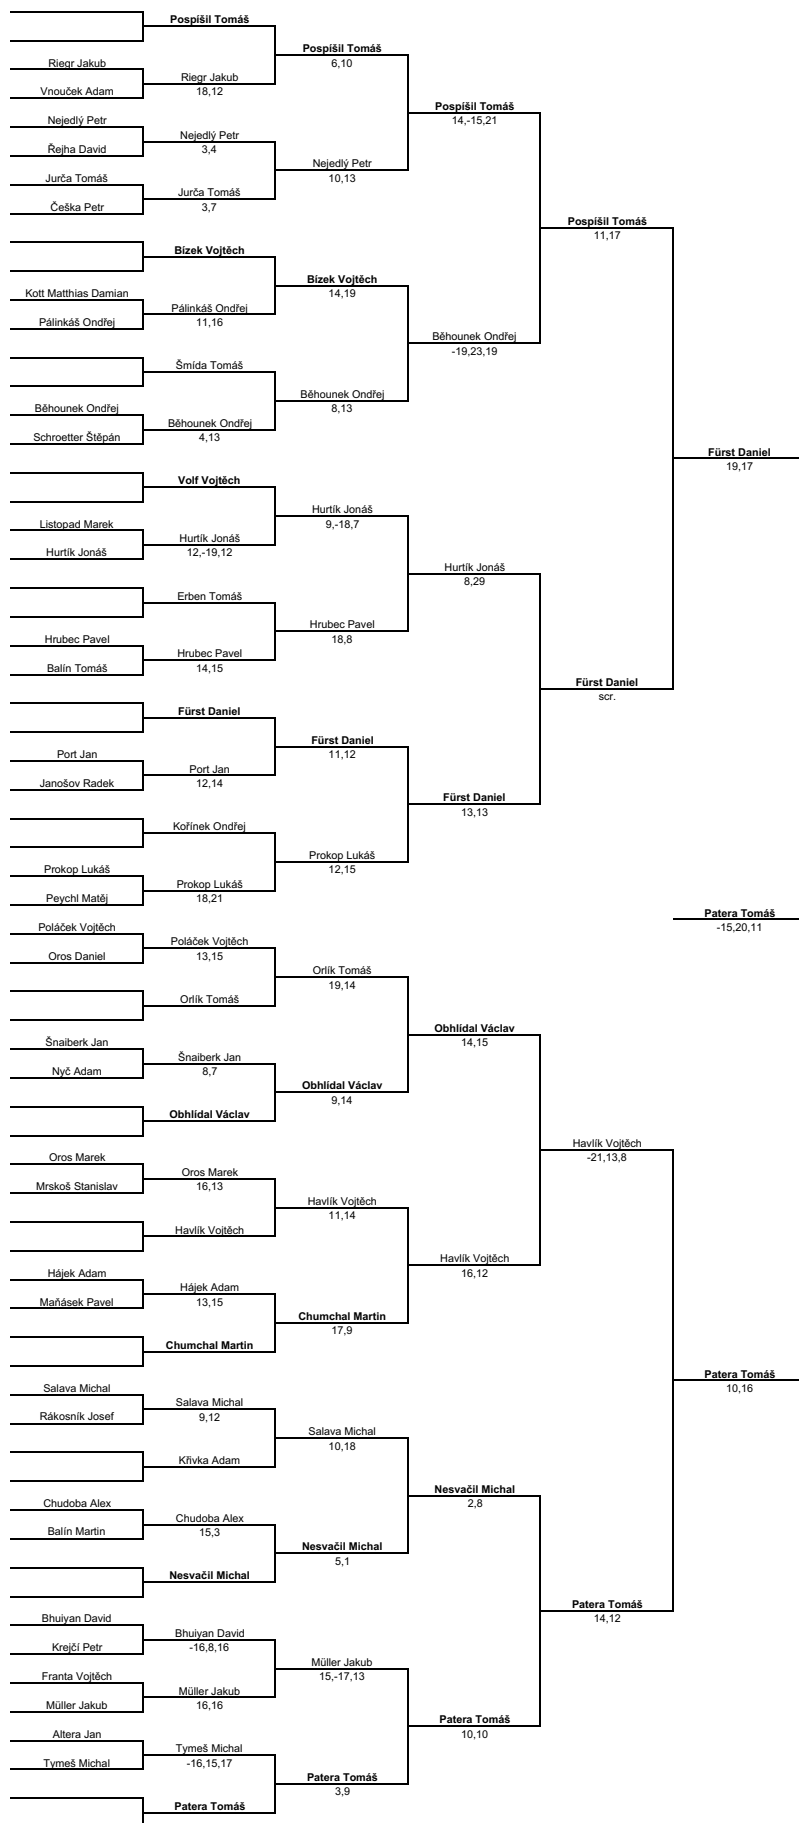 Pospíšil Tomáš
Pospíšil Tomáš
6,10
Riegr Jakub
Riegr Jakub
18,12
Vnouček Adam
Pospíšil Tomáš
14,-15,21
Nejedlý Petr
Nejedlý Petr
3,4
Řejha David
Nejedlý Petr
10,13
Jurča Tomáš
Jurča Tomáš
3,7
Češka Petr
Pospíšil Tomáš
11,17
Bízek Vojtěch
Bízek Vojtěch
14,19
Kott Matthias Damian
Pálinkáš Ondřej
11,16
Pálinkáš Ondřej
Běhounek Ondřej
-19,23,19
Šmída Tomáš
Běhounek Ondřej
8,13
Běhounek Ondřej
Běhounek Ondřej
4,13
Schroetter Štěpán
Fürst Daniel
19,17
Volf Vojtěch
Hurtík Jonáš
9,-18,7
Listopad Marek
Hurtík Jonáš
12,-19,12
Hurtík Jonáš
Hurtík Jonáš
8,29
Erben Tomáš
Hrubec Pavel
18,8
Hrubec Pavel
Hrubec Pavel
14,15
Balín Tomáš
Fürst Daniel
scr.
Fürst Daniel
Fürst Daniel
11,12
Port Jan
Port Jan
12,14
Janošov Radek
Fürst Daniel
13,13
Kořínek Ondřej
Prokop Lukáš
12,15
Prokop Lukáš
Prokop Lukáš
18,21
Peychl Matěj
Patera Tomáš
-15,20,11
Poláček Vojtěch
Poláček Vojtěch
13,15
Oros Daniel
Orlík Tomáš
19,14
Orlík Tomáš
Obhlídal Václav
14,15
Šnaiberk Jan
Šnaiberk Jan
8,7
Nyč Adam
Obhlídal Václav
9,14
Obhlídal Václav
Havlík Vojtěch
-21,13,8
Oros Marek
Oros Marek
16,13
Mrskoš Stanislav
Havlík Vojtěch
11,14
Havlík Vojtěch
Havlík Vojtěch
16,12
Hájek Adam
Hájek Adam
13,15
Maňásek Pavel
Chumchal Martin
17,9
Chumchal Martin
Patera Tomáš
10,16
Salava Michal
Salava Michal
9,12
Rákosník Josef
Salava Michal
10,18
Křivka Adam
Nesvačil Michal
2,8
Chudoba Alex
Chudoba Alex
15,3
Balín Martin
Nesvačil Michal
5,1
Nesvačil Michal
Patera Tomáš
14,12
Bhuiyan David
Bhuiyan David
-16,8,16
Krejčí Petr
Müller Jakub
15,-17,13
Franta Vojtěch
Müller Jakub
16,16
Müller Jakub
Patera Tomáš
10,10
Altera Jan
Tymeš Michal
-16,15,17
Tymeš Michal
Patera Tomáš
3,9
Patera Tomáš